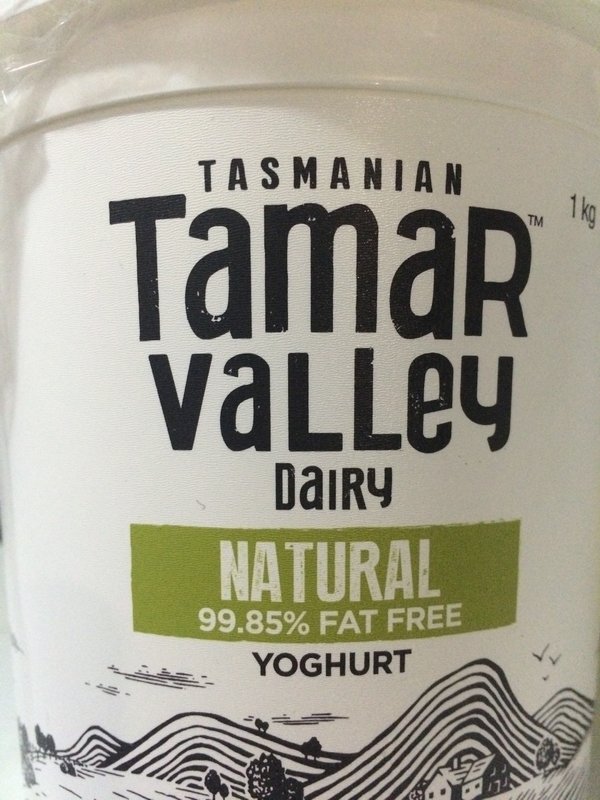 TASMANIAN
TamaR™
1 kg
vaLLey
DaiRy
NATURAL
99.85% FAT FREE
YOGHURT